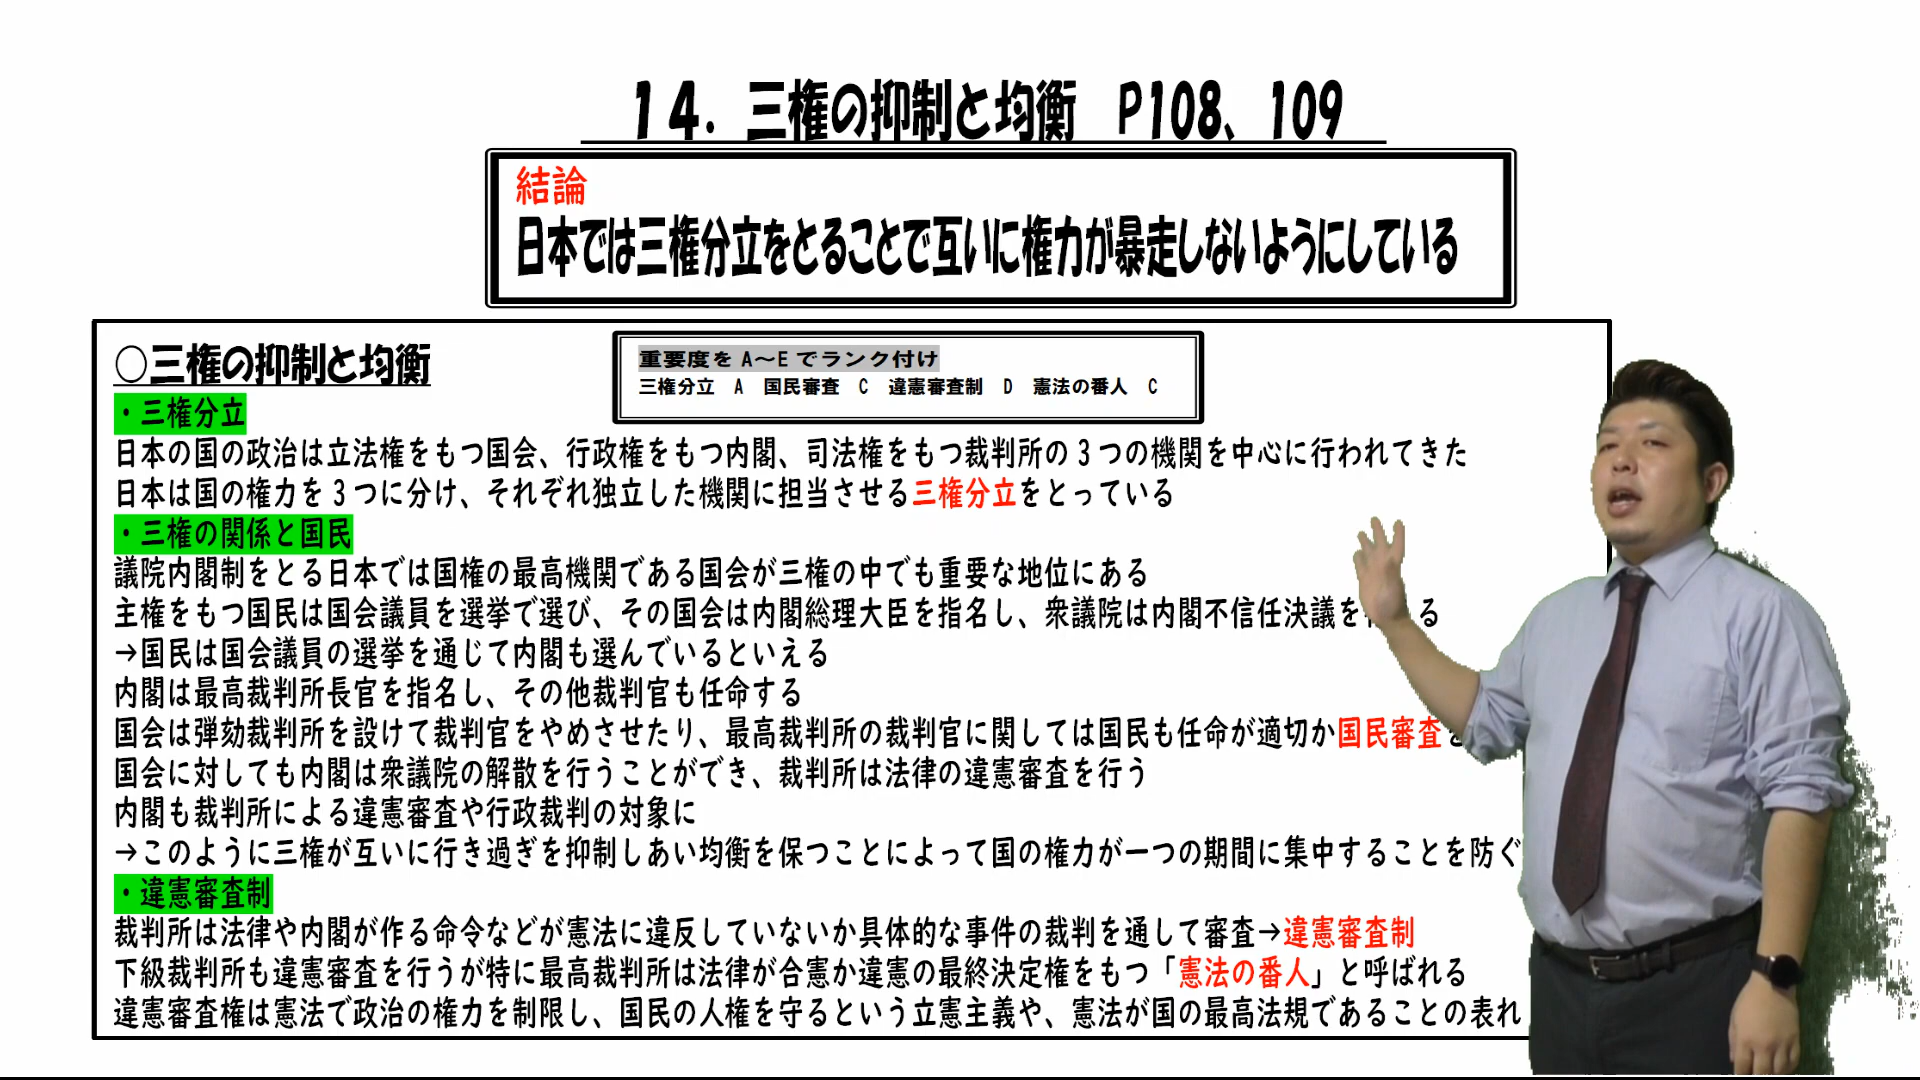 14．三権の抑制と均衡　P108、109
結論
日本では三権分立をとることで互いに権力が暴走しないようにしている
○三権の抑制と均衡
重要度をA～Eでランク付け
三権分立　A　国民審査　C　違憲審査制　D　憲法の番人　C
・三権分立
日本の国の政治は立法権をもつ国会、行政権をもつ内閣、司法権をもつ裁判所の３つの機関を中心に行われてきた
日本は国の権力を３つに分け、それぞれ独立した機関に担当させる三権分立をとっている
・三権の関係と国民
議院内閣制をとる日本では国権の最高機関である国会が三権の中でも重要な地位にある
主権をもつ国民は国会議員を選挙で選び、その国会は内閣総理大臣を指名し、衆議院は内閣不信任決議を る
→国民は国会議員の選挙を通じて内閣も選んでいるといえる
内閣は最高裁判所長官を指名し、その他裁判官も任命する
国会は弾劾裁判所を設けて裁判官をやめさせたり、最高裁判所の裁判官に関しては国民も任命が適切か国民審査
国会に対しても内閣は衆議院の解散を行うことができ、裁判所は法律の違憲審査を行う
内閣も裁判所による違憲審査や行政裁判の対象に
→このように三権が互いに行き過ぎを抑制しあい均衡を保つことによって国の権力が一つの期間に集中することを防ぐ
・違憲審査制
裁判所は法律や内閣が作る命令などが憲法に違反していないか具体的な事件の裁判を通して審査→違憲審査制
下級裁判所も違憲審査を行うが特に最高裁判所は法律が合憲か違憲の最終決定権をもつ「憲法の番人」と呼ばれる
違憲審査権は憲法で政治の権力を制限し、国民の人権を守るという立憲主義や、憲法が国の最高法規であることの表れ